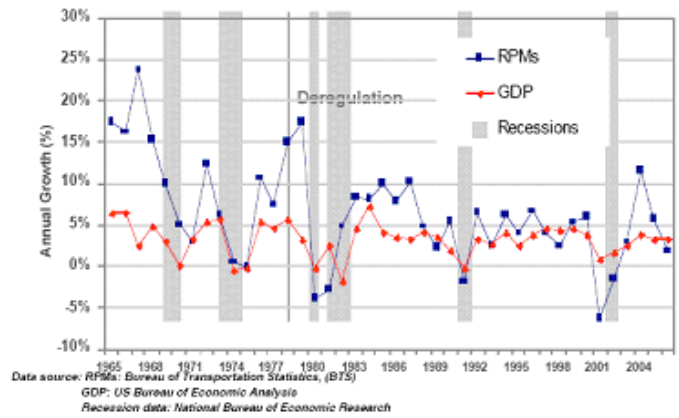 30%
25%
20%
15%
10%
5%
0%
-5%
-10%
Annual Growth (%)
RPMs
GDP
Recessions
Deregulation
1965 1968 1971 1974 1977 1980 1983 1986 1989 1992 1995 1998 2001 2004
Data source: RPMs: Bureau of Transportation Statistics, (BTS)
GDP: US Bureau of Economic Analysis
Recession data: National Bureau of Economic Research